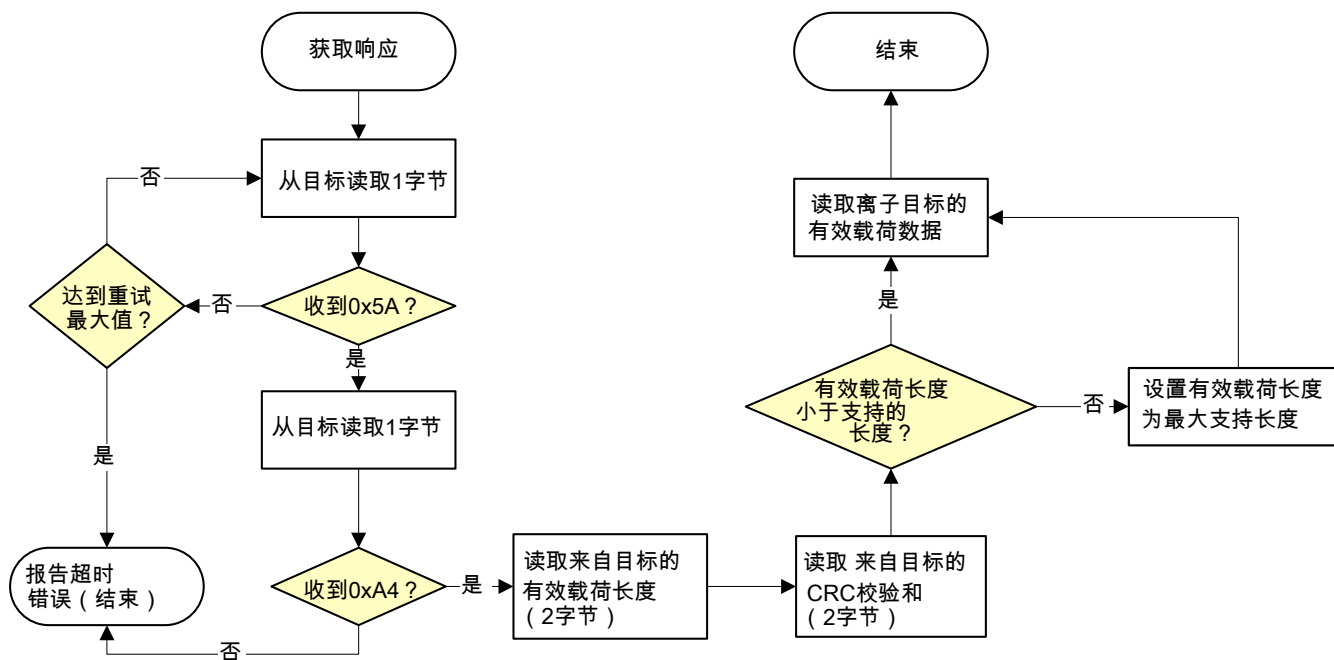 获取响应
结束
否
从目标读取1字节
读取离子目标的
有效载荷数据
达到重试
最大值？
否
收到0x5A？
是
是
有效载荷长度
小于支持的
长度？
否
设置有效载荷长度
为最大支持长度
从目标读取1字节
是
报告超时
错误（结束）
收到0xA4？
是
读取来自目标的
有效载荷长度
（2字节）
读取 来自目标的
CRC校验和
（2字节）
否